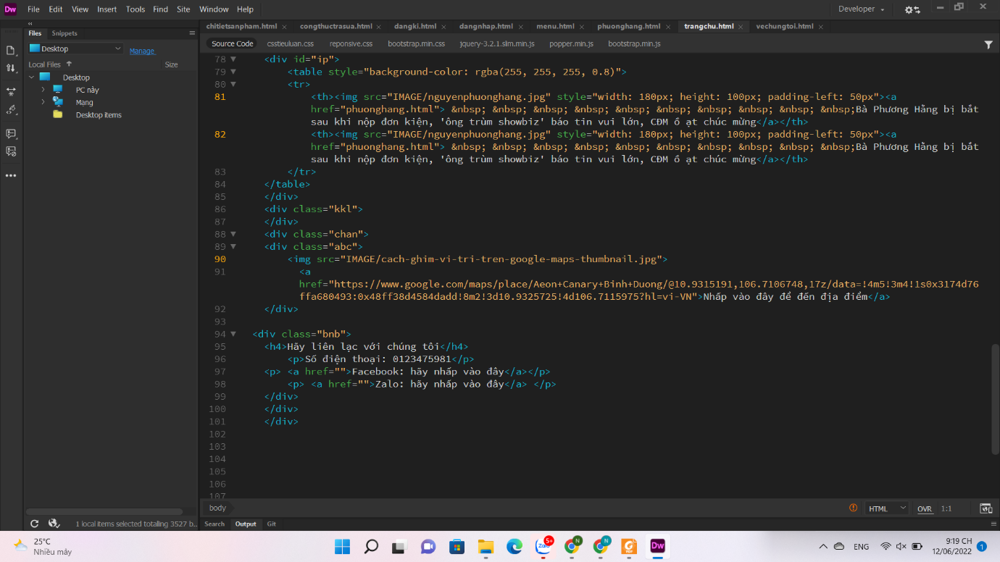 Dw File Edit View Insert Tools Find Site Window Help Developer
Files Snippets
Desktop Manage
Local Files Size
Desktop
PC này
Mạng
Desktop items
chitietsanpham.html congthuctrasua.html dangki.html dangnhap.html menu.html phuonghang.html trangchu.html vechungtoi.html
Source Code csstieuluan.css reponsive.css bootstrap.min.css jquery-3.2.1.slim.min.js popper.min.js bootstrap.min.js
78 <div id="ip">
79 <table style="background-color: rgba(255, 255, 255, 0.8)">
80 <tr>
81 <th><img src="IMAGE/nguyenphuonghang.jpg" style="width: 180px; height: 100px; padding-left: 50px"><a
href="phuonghang.html"> &nbsp; &nbsp; &nbsp; &nbsp; &nbsp; &nbsp; &nbsp; &nbsp; &nbsp; &nbsp;Bà Phương Hằng bị bắt
sau khi nộp đơn kiện, 'ông trùm showbiz' báo tin vui lớn, CĐM ồ ạt chúc mừng</a></th>
82 <th><img src="IMAGE/nguyenphuonghang.jpg" style="width: 180px; height: 100px; padding-left: 50px"><a
href="phuonghang.html"> &nbsp; &nbsp; &nbsp; &nbsp; &nbsp; &nbsp; &nbsp; &nbsp; &nbsp; &nbsp;Bà Phương Hằng bị bắt
sau khi nộp đơn kiện, 'ông trùm showbiz' báo tin vui lớn, CĐM ồ ạt chúc mừng</a></th>
83 </tr>
84 </table>
85 </div>
86 <div class="kkl">
87 </div>
88 <div class="chan">
89 <div class="abc">
90 <img src="IMAGE/cach-ghim-vi-tri-tren-google-maps-thumbnail.jpg">
91 <a
href="https://www.google.com/maps/place/Aeon+Canary+Binh+Duong/@10.9315191,106.7106748,17z/data=!4m5!3m4!1s0x3174d76
ffa680493:0x48ff38d4584dadd!8m2!3d10.9325725!4d106.7115975?hl=vi-VN">Nhấp vào đây để đến địa điểm</a>
92 </div>
93
94 <div class="bnb">
95 <h4>Hãy liên lạc với chúng tôi</h4>
96 <p>Số điện thoại: 0123475981</p>
97 <p> <a href="">Facebook: hãy nhấp vào đây</a></p>
98 <p> <a href="">Zalo: hãy nhấp vào đây</a> </p>
99 </div>
100 </div>
101 </div>
102
103
104
105
106
107
body HTML OVR 1:1
1 local items selected totalling 3527 b..
Search Output Git
25°C
Nhiều mây
Zalo 5+ N N PDF Dw
ENG 9:19 CH
12/06/2022 1